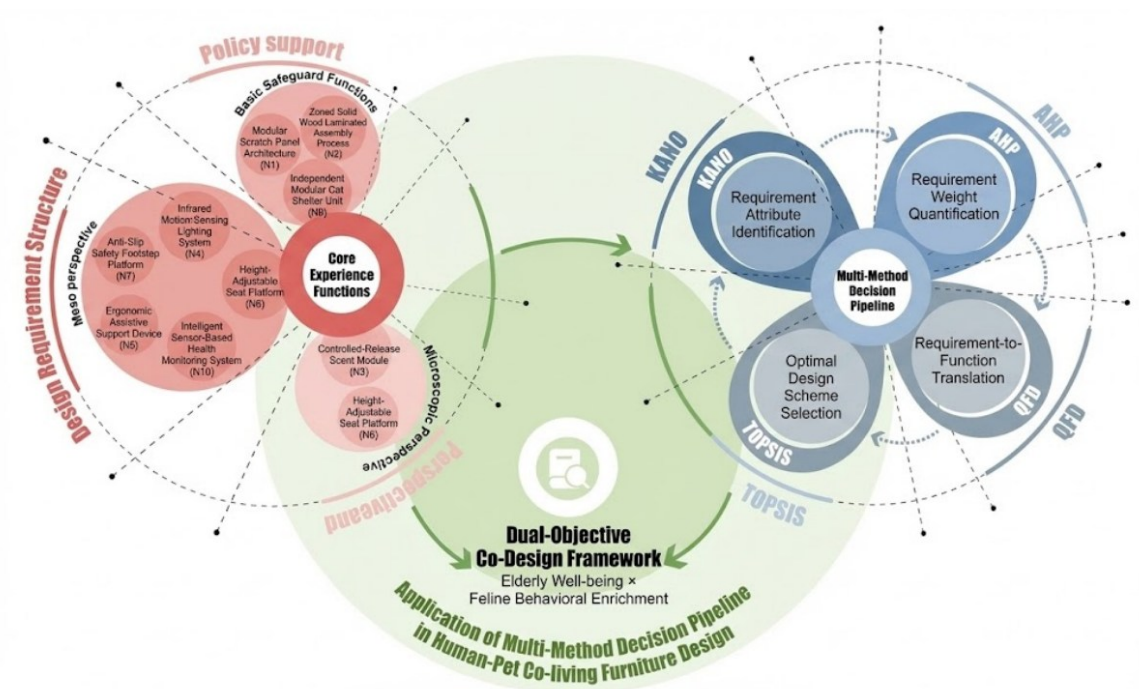 Policy support
Basic Safeguard Functions
Modular
Scratch Panel
Architecture
(N1)
Zoned Solid
Wood Laminated
Assembly
Process
(N2)
Independent
Modular Cat
Shelter Unit
(N8)
Design Requirement Structure
Meso perspective
Infrared
Motion-Sensing
Lighting
System
(N4)
Anti-Slip
Safety Footstep
Platform
(N7)
Height-
Adjustable
Seat Platform
(N6)
Ergonomic
Assistive
Support Device
(N5)
Intelligent
Sensor-Based
Health
Monitoring System
(N10)
Core
Experience
Functions
Controlled-Release
Scent Module
(N3)
Height-
Adjustable
Seat Platform
(N6)
Microscopic Perspective
Perspectiveand
KANO
KANO
Requirement
Attribute
Identification
AHP
AHP
Requirement
Weight
Quantification
Multi-Method
Decision
Pipeline
Optimal
Design
Scheme
Selection
TOPSIS
TOPSIS
Requirement-to-
Function
Translation
QFD
QFD
Dual-Objective
Co-Design Framework
Elderly Well-being ×
Feline Behavioral Enrichment
Application of Multi-Method Decision Pipeline
in Human-Pet Co-living Furniture Design